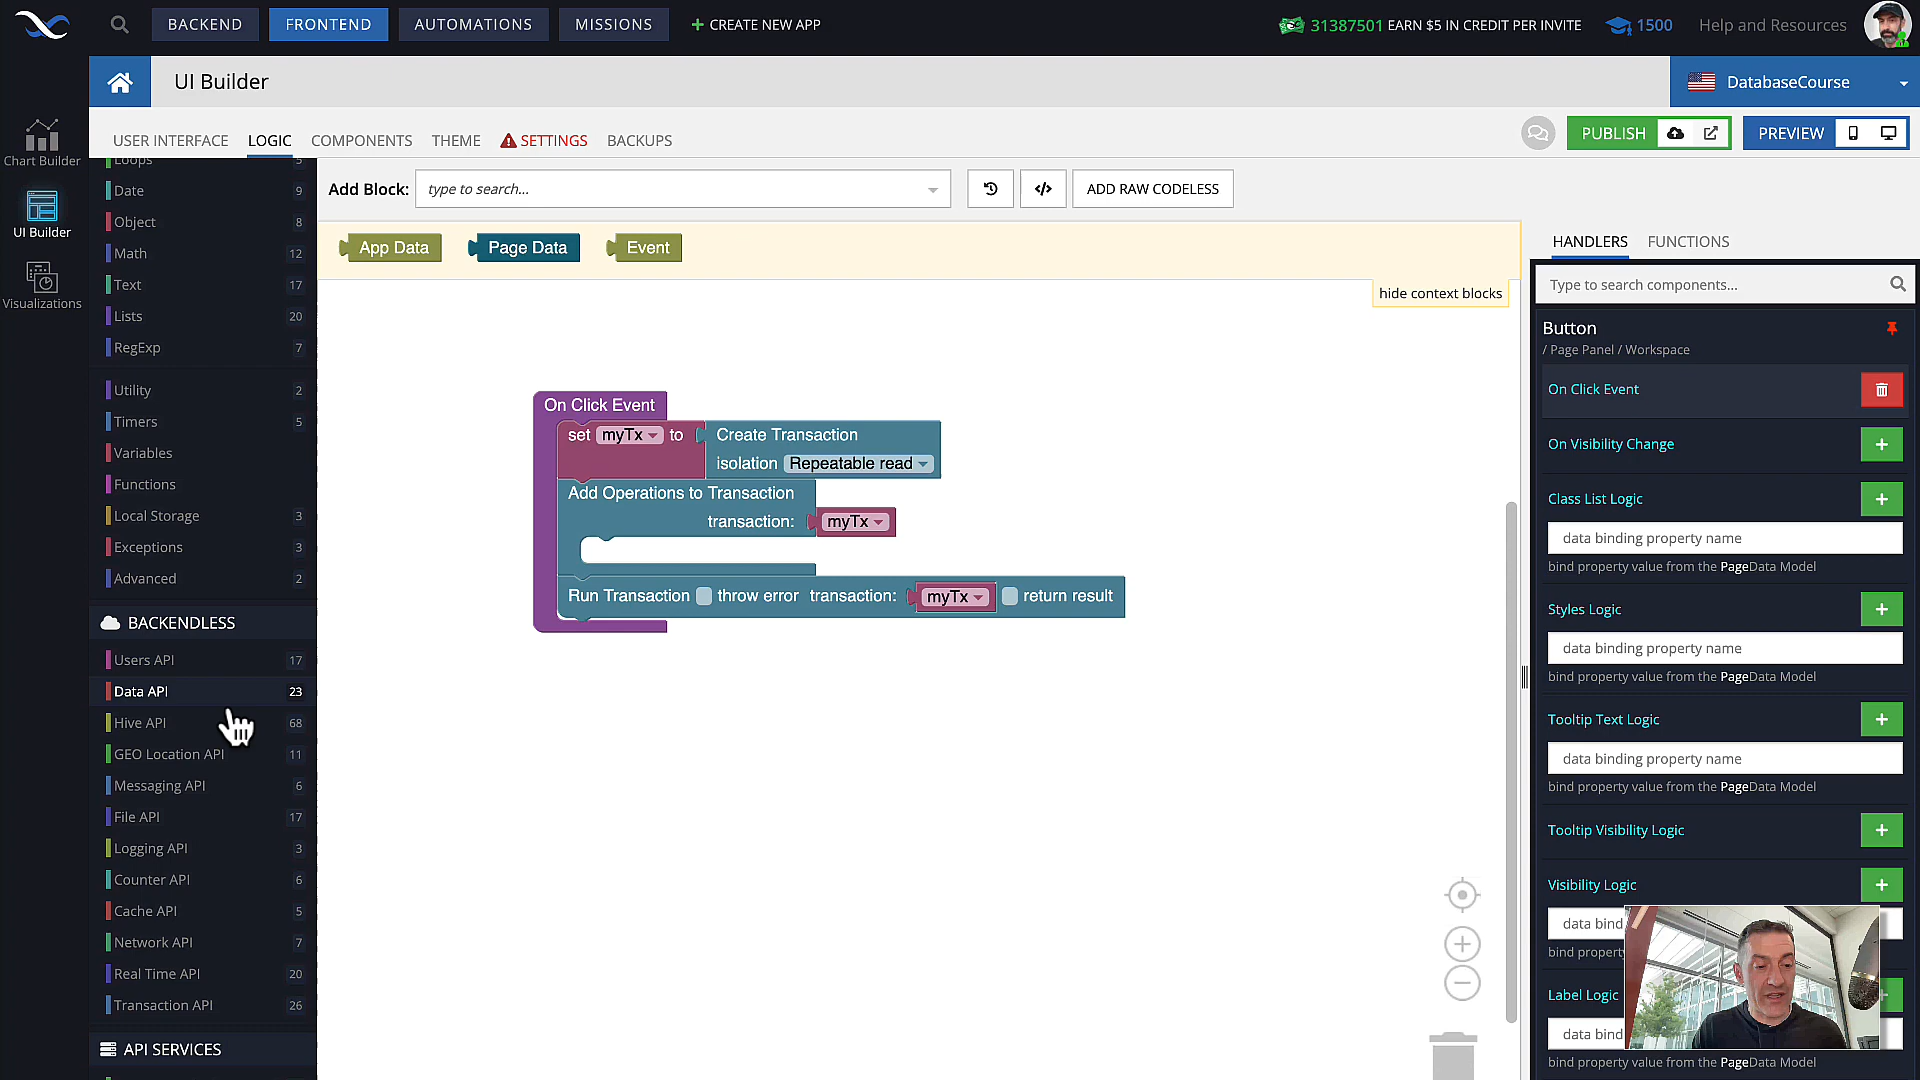 BACKEND
FRONTEND
AUTOMATIONS
MISSIONS
+ CREATE NEW APP
31387501 EARN $5 IN CREDIT PER INVITE
1500
Help and Resources
UI Builder
DatabaseCourse
USER INTERFACE
LOGIC
COMPONENTS
THEME
SETTINGS
BACKUPS
PUBLISH
PREVIEW
Chart Builder
UI Builder
Visualizations
Loops 5
Date 9
Object 8
Math 12
Text 17
Lists 20
RegExp 7
Utility 2
Timers 5
Variables
Functions
Local Storage 3
Exceptions 3
Advanced 2
BACKENDLESS
Users API 17
Data API 23
Hive API 68
GEO Location API 11
Messaging API 6
File API 17
Logging API 3
Counter API 6
Cache API 5
Network API 7
Real Time API 20
Transaction API 26
API SERVICES
Add Block:
type to search...
</>
ADD RAW CODELESS
App Data
Page Data
Event
hide context blocks
On Click Event
set myTx to Create Transaction
isolation Repeatable read
Add Operations to Transaction
transaction: myTx
Run Transaction throw error transaction: myTx return result
HANDLERS
FUNCTIONS
Type to search components...
Button
/ Page Panel / Workspace
On Click Event
On Visibility Change
Class List Logic
data binding property name
bind property value from the PageData Model
Styles Logic
data binding property name
bind property value from the PageData Model
Tooltip Text Logic
data binding property name
bind property value from the PageData Model
Tooltip Visibility Logic
Visibility Logic
data bind
bind property
Label Logic
data bind
bind property value from the PageData Model